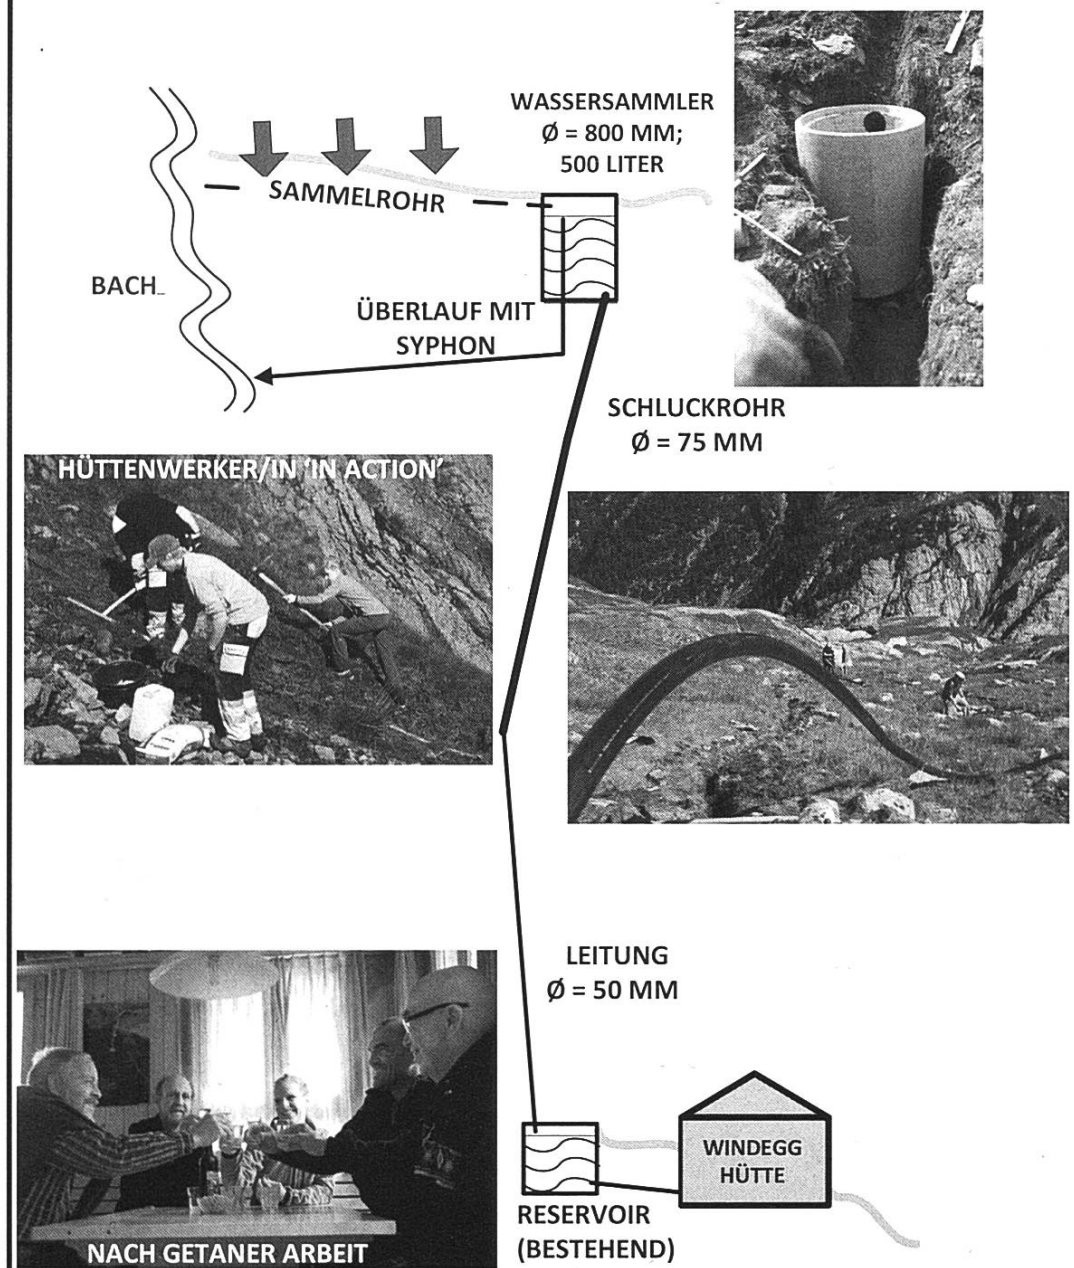 WASSERSAMMLER
Ø = 800 MM;
500 LITER
SAMMELROHR
BACH
ÜBERLAUF MIT
SYPHON
SCHLUCKROHR
Ø = 75 MM
HÜTTENWERKER/IN 'IN ACTION'
LEITUNG
Ø = 50 MM
WINDEGG
HÜTTE
RESERVOIR
(BESTEHEND)
NACH GETANER ARBEIT